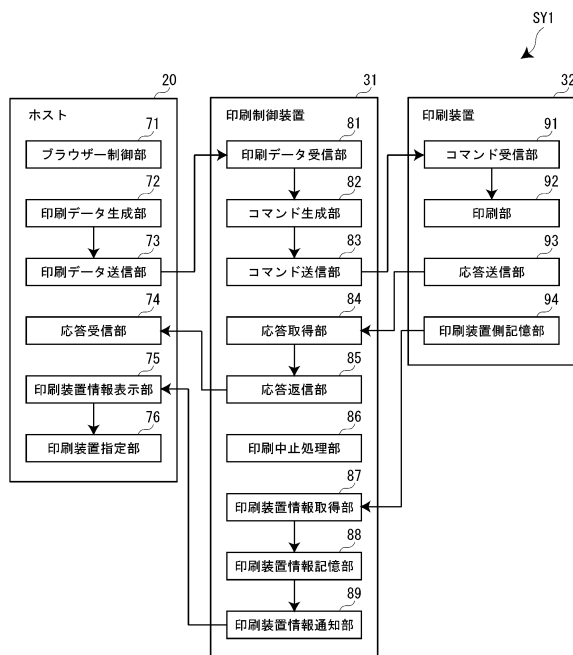 SY1
20
ホスト
71
ブラウザー制御部
72
印刷データ生成部
73
印刷データ送信部
74
応答受信部
75
印刷装置情報表示部
76
印刷装置指定部
31
印刷制御装置
81
印刷データ受信部
82
コマンド生成部
83
コマンド送信部
84
応答取得部
85
応答返信部
86
印刷中止処理部
87
印刷装置情報取得部
88
印刷装置情報記憶部
89
印刷装置情報通知部
32
印刷装置
91
コマンド受信部
92
印刷部
93
応答送信部
94
印刷装置側記憶部